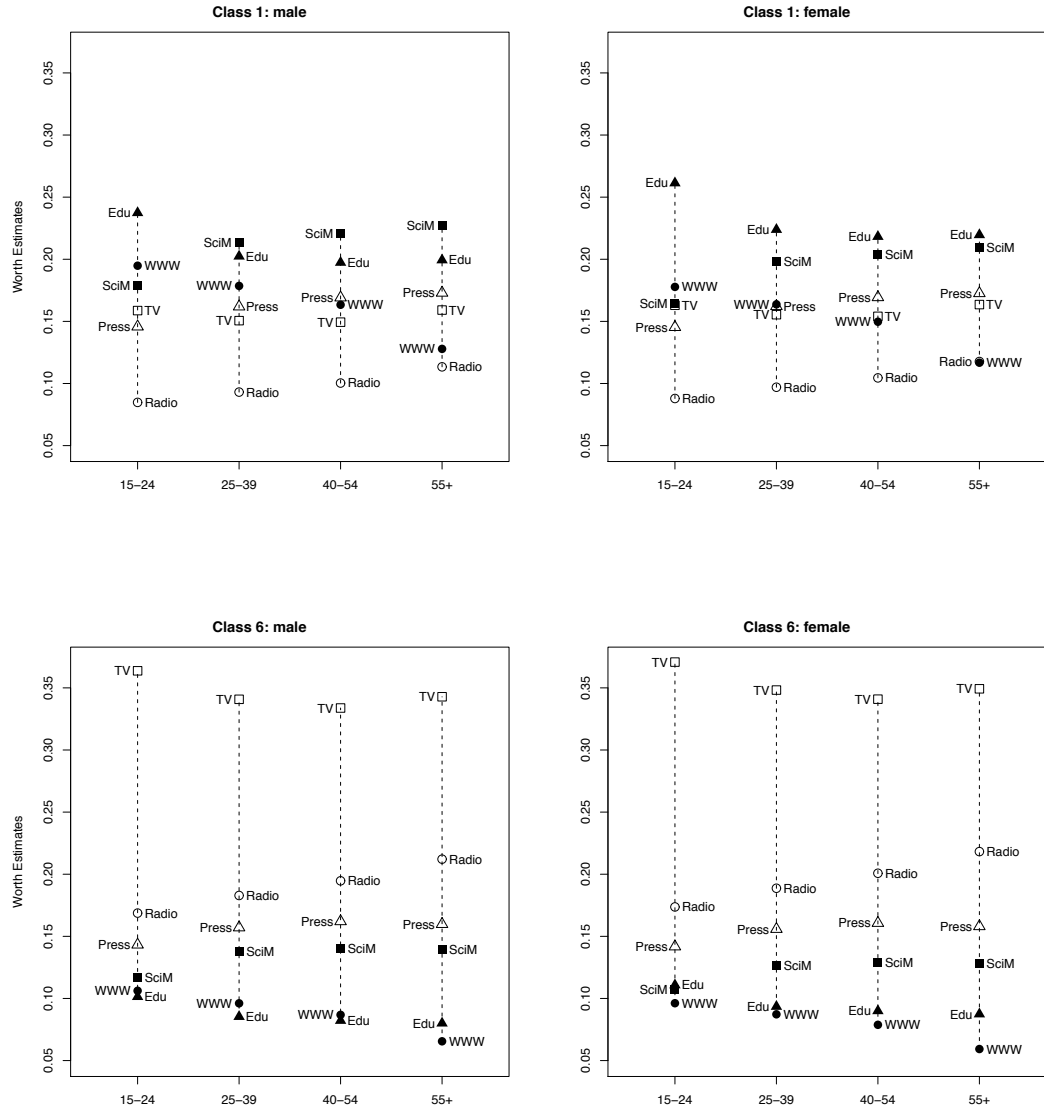 Class 1: male
Worth Estimates
0.05 0.10 0.15 0.20 0.25 0.30 0.35
Edu
WWW
SciM
TV
Press
Radio
SciM
Edu
WWW
Press
TV
Radio
SciM
Edu
Press
WWW
TV
Radio
SciM
Edu
Press
TV
WWW
Radio
15–24 25–39 40–54 55+
Class 1: female
0.05 0.10 0.15 0.20 0.25 0.30 0.35
Edu
WWW
SciM
TV
Press
Radio
Edu
SciM
WWW
Press
TV
Radio
Edu
SciM
Press
TV
WWW
Radio
Edu
SciM
Press
TV
Radio
WWW
15–24 25–39 40–54 55+
Class 6: male
Worth Estimates
0.05 0.10 0.15 0.20 0.25 0.30 0.35
TV
Radio
Press
SciM
WWW
Edu
TV
Radio
Press
SciM
WWW
Edu
TV
Radio
Press
SciM
WWW
Edu
TV
Radio
Press
SciM
Edu
WWW
15–24 25–39 40–54 55+
Class 6: female
0.05 0.10 0.15 0.20 0.25 0.30 0.35
TV
Radio
Press
Edu
SciM
WWW
TV
Radio
Press
SciM
Edu
WWW
TV
Radio
Press
SciM
Edu
WWW
TV
Radio
Press
SciM
Edu
WWW
15–24 25–39 40–54 55+